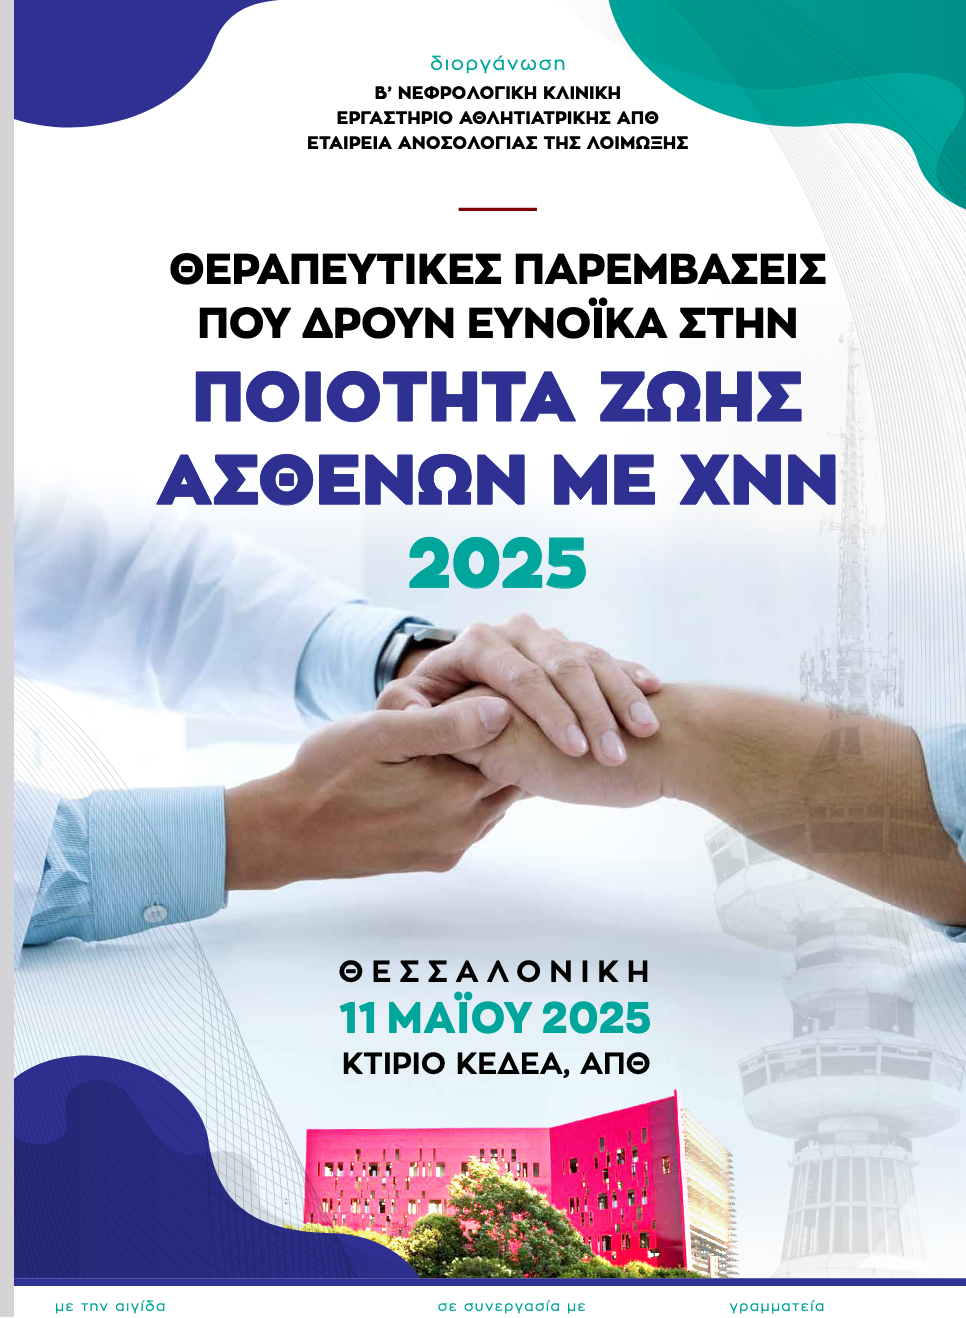 διοργάνωση
Β’ ΝΕΦΡΟΛΟΓΙΚΗ ΚΛΙΝΙΚΗ
ΕΡΓΑΣΤΗΡΙΟ ΑΘΛΗΤΙΑΤΡΙΚΗΣ ΑΠΘ
ΕΤΑΙΡΕΙΑ ΑΝΟΣΟΛΟΓΙΑΣ ΤΗΣ ΛΟΙΜΩΞΗΣ
ΘΕΡΑΠΕΥΤΙΚΕΣ ΠΑΡΕΜΒΑΣΕΙΣ
ΠΟΥ ΔΡΟΥΝ ΕΥΝΟΪΚΑ ΣΤΗΝ
ΠΟΙΟΤΗΤΑ ΖΩΗΣ
ΑΣΘΕΝΩΝ ΜΕ ΧΝΝ
2025
ΘΕΣΣΑΛΟΝΙΚΗ
11 ΜΑΪΟΥ 2025
ΚΤΙΡΙΟ ΚΕΔΕΑ, ΑΠΘ
με την αιγίδα σε συνεργασία με γραμματεία